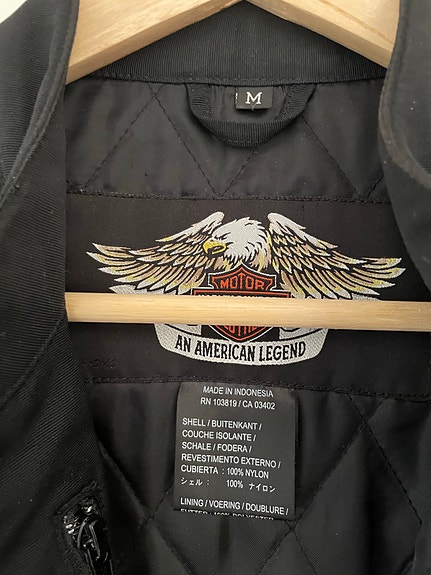 M
MOTOR
AN AMERICAN LEGEND
MADE IN INDONESIA
RN 103819 / CA 03402
SHELL / BUITENKANT /
COUCHE ISOLANTE /
SCHALE / FODERA /
REVESTIMENTO EXTERNO /
CUBIERTA : 100% NYLON
シェル : 100% ナイロン
LINING / VOERING / DOUBLURE /